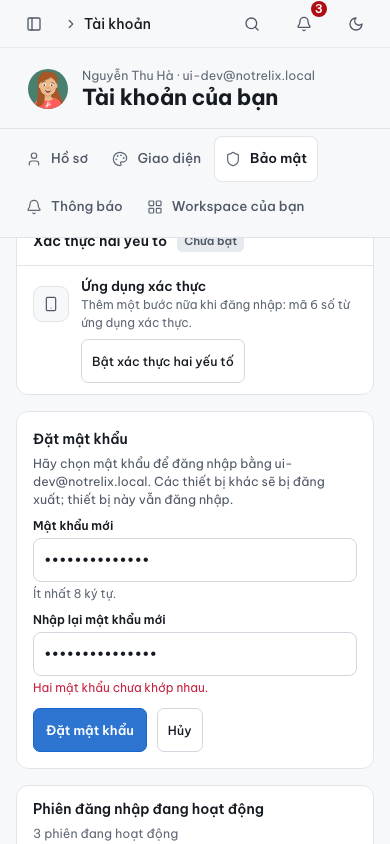 Tài khoản
3
Nguyễn Thu Hà · ui-dev@notrelix.local
Tài khoản của bạn
Hồ sơ
Giao diện
Bảo mật
Thông báo
Workspace của bạn
Xác thực hai yếu tố
Chưa bật
Ứng dụng xác thực
Thêm một bước nữa khi đăng nhập: mã 6 số từ
ứng dụng xác thực.
Bật xác thực hai yếu tố
Đặt mật khẩu
Hãy chọn mật khẩu để đăng nhập bằng ui-
dev@notrelix.local. Các thiết bị khác sẽ bị đăng
xuất; thiết bị này vẫn đăng nhập.
Mật khẩu mới
••••••••••••••
Ít nhất 8 ký tự.
Nhập lại mật khẩu mới
•••••••••••••••
Hai mật khẩu chưa khớp nhau.
Đặt mật khẩu
Hủy
Phiên đăng nhập đang hoạt động
3 phiên đang hoạt động